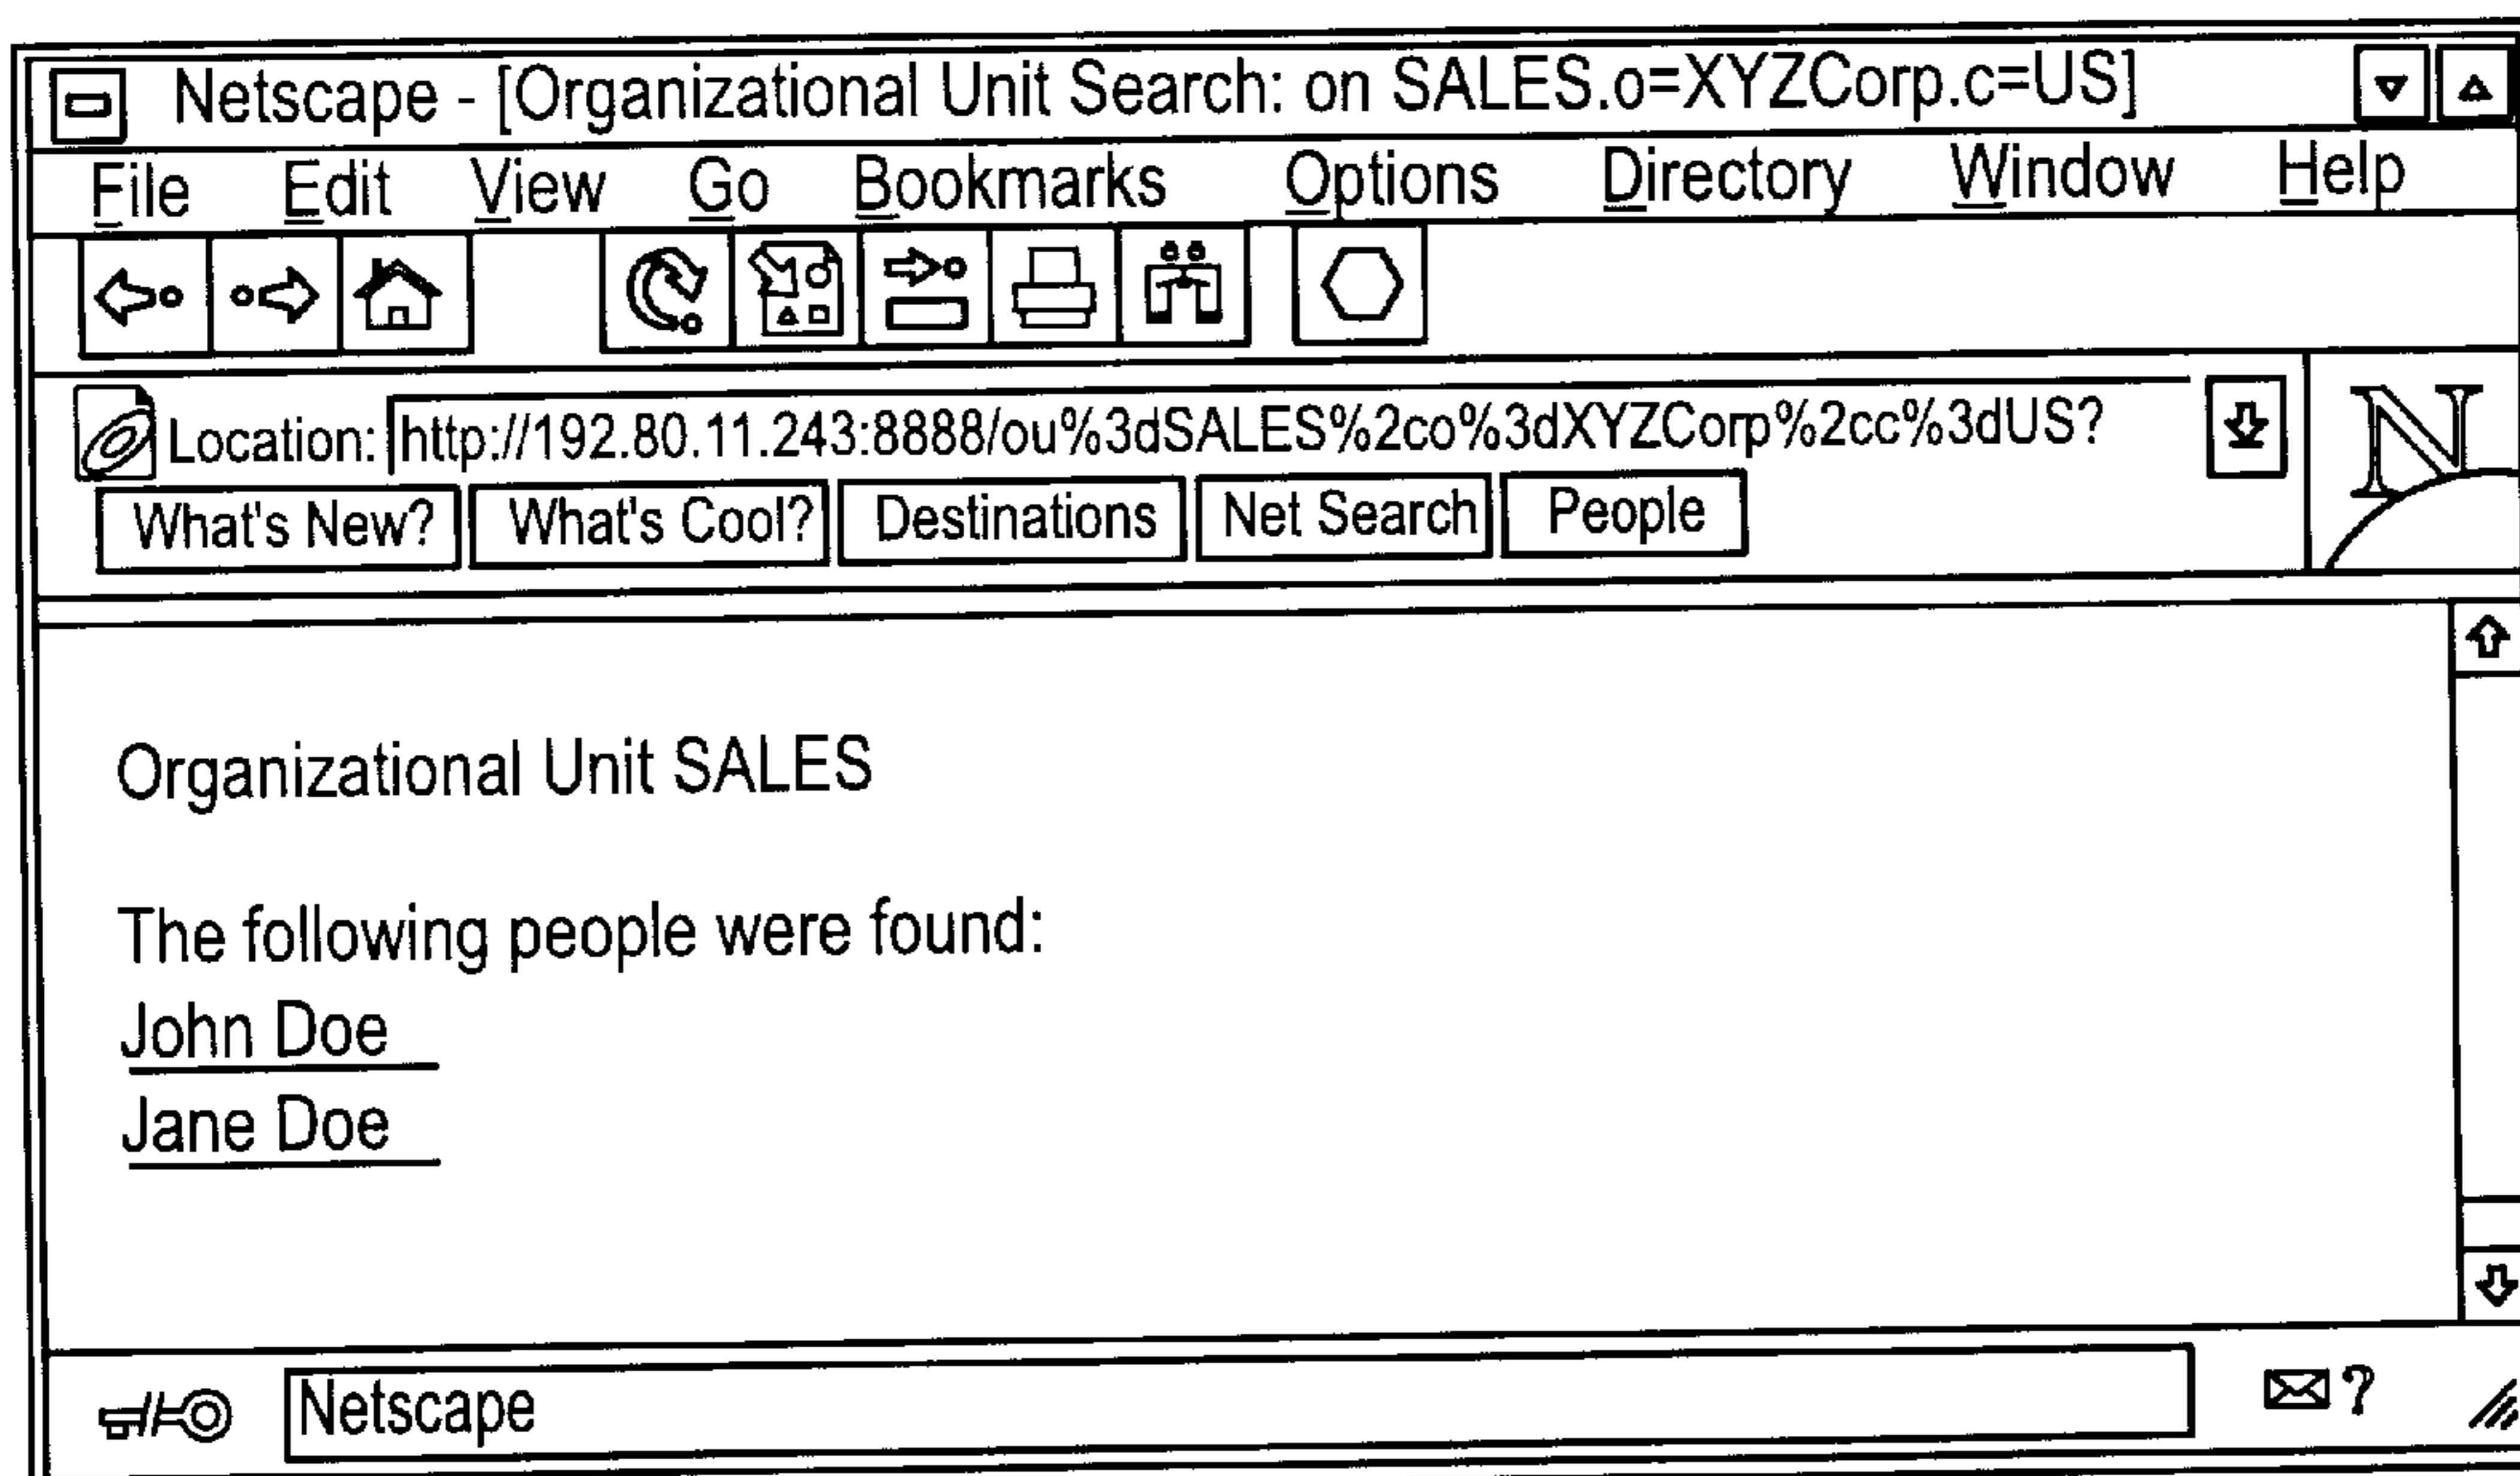 Netscape - [Organizational Unit Search: on SALES.o=XYZCorp.c=US]
File Edit View Go Bookmarks Options Directory Window Help
Location: http://192.80.11.243:8888/ou%3dSALES%2co%3dXYZCorp%2cc%3dUS?
N
What's New? What's Cool? Destinations Net Search People
Organizational Unit SALES
The following people were found:
John Doe
Jane Doe
Netscape ?